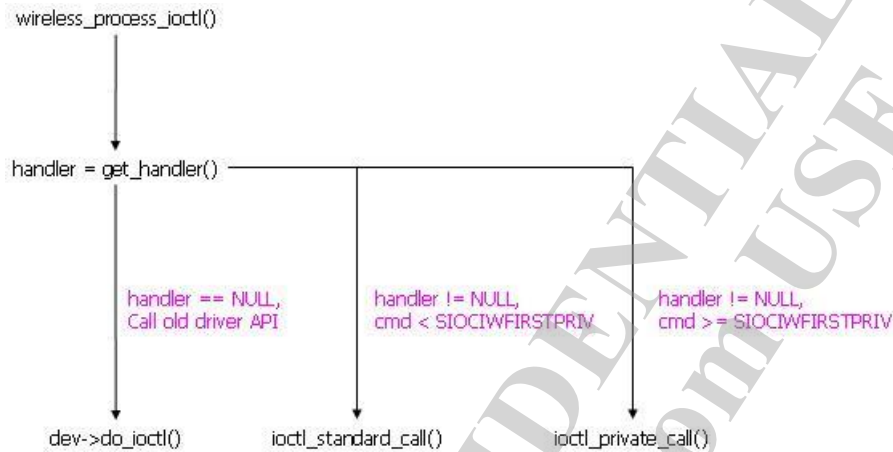 wireless_process_ioctl()
handler = get_handler()
handler == NULL,
Call old driver API
handler != NULL,
cmd < SIOCIWFIRSTPRIV
handler != NULL,
cmd >= SIOCIWFIRSTPRIV
dev->do_ioctl()
ioctl_standard_call()
ioctl_private_call()